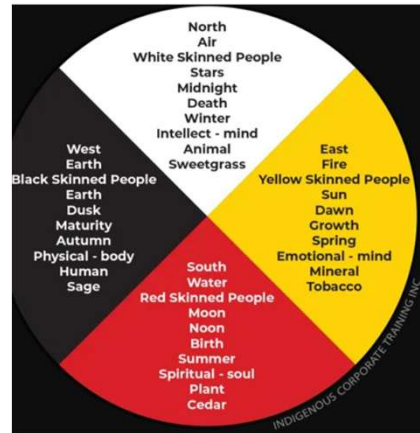 North
Air
White Skinned People
Stars
Midnight
Death
Winter
Intellect - mind
Animal
Sweetgrass
West
Earth
Black Skinned People
Earth
Dusk
Maturity
Autumn
Physical - body
Human
Sage
East
Fire
Yellow Skinned People
Sun
Dawn
Growth
Spring
Emotional - mind
Mineral
Tobacco
South
Water
Red Skinned People
Moon
Noon
Birth
Summer
Spiritual - soul
Plant
Cedar
INDIGENOUS CORPORATE TRAINING INC.